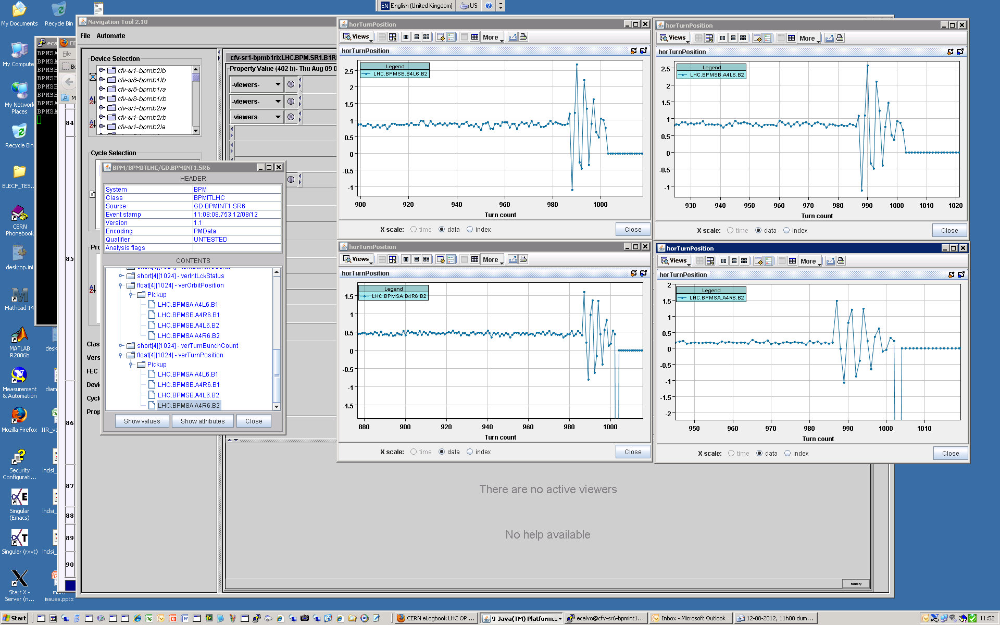 EN English (United Kingdom) US
My Documents
Recycle Bin
My Compute
My Network
Places
Recycle Bin
BLECF_TES...
CERN
Phonebook
desktop.ini
Mathcad 14
MATLAB
R2006b
Measurement
& Automation
Mozilla Firefox
IIR_va
Security
Configurati...
lhclsi_
Singular
(Emacs)
lhclsi_
Singular (rxvt)
lhclsi_
Start X -
Server (n...
issues.pptx
desk
diam
84
85
86
87
88
89
90
Navigation Tool 2.10
File Automate
Device Selection
cfv-sr1-bpmb2lb
cfv-sr8-bpmb1lb
cfv-sr8-bpmb1ra
cfv-sr8-bpmb1rb
cfv-sr1-bpmb2ra
cfv-sr1-bpmb2rb
cfv-sr1-bpmb2la
Cycle Selection
Pro
Clas
Vers
FEC
Devi
Cycl
Prop
cfv-sr1-bpmb1rb:LHC.BPM.SR1.B1R
Property Value (402 b)- Thu Aug 09 0
-viewers-
-viewers-
-viewers-
There are no active viewers
No help available
history
BPM/BPMITLHC/GD.BPMINT1.SR6
HEADER
System BPM
Class BPMITLHC
Source GD.BPMINT1.SR6
Event stamp 11:08:08.753 12/08/12
Version 1.1
Encoding PMData
Qualifier UNTESTED
Analysis flags
CONTENTS
short[4][1024] - verIntLckStatus
float[4][1024] - verOrbitPosition
Pickup
LHC.BPMSA.A4L6.B1
LHC.BPMSB.A4R6.B1
LHC.BPMSB.A4L6.B2
LHC.BPMSA.A4R6.B2
short[4][1024] - verTurnBunchCount
float[4][1024] - verTurnPosition
Pickup
LHC.BPMSA.A4L6.B1
LHC.BPMSB.A4R6.B1
LHC.BPMSB.A4L6.B2
LHC.BPMSA.A4R6.B2
Show values Show attributes Close
horTurnPosition
Views More
horTurnPosition
Legend
LHC.BPMSB.B4L6.B2
2.5
2
1.5
1
0.5
0
-0.5
-1
900 920 940 960 980 1000
Turn count
X scale: time data index Close
horTurnPosition
Views More
horTurnPosition
Legend
LHC.BPMSB.A4L6.B2
2.5
2
1.5
1
0.5
0
-0.5
-1
930 940 950 960 970 980 990 1000 1010 1020
Turn count
X scale: time data index Close
horTurnPosition
Views More
horTurnPosition
Legend
LHC.BPMSA.B4R6.B2
1.5
1
0.5
0
-0.5
-1
-1.5
880 900 920 940 960 980 1000
Turn count
X scale: time data index Close
horTurnPosition
Views More
horTurnPosition
Legend
LHC.BPMSA.A4R6.B2
2
1.5
1
0.5
0
-0.5
-1
-1.5
-2
950 960 970 980 990 1000 1010
Turn count
X scale: time data index Close
Start
CERN eLogbook LHC OP ...
9 Java(TM) Platform...
ecalvo@cfv-sr6-bpmint1...
Inbox - Microsoft Outlook
12-08-2012, 11h08 dum...
11:52